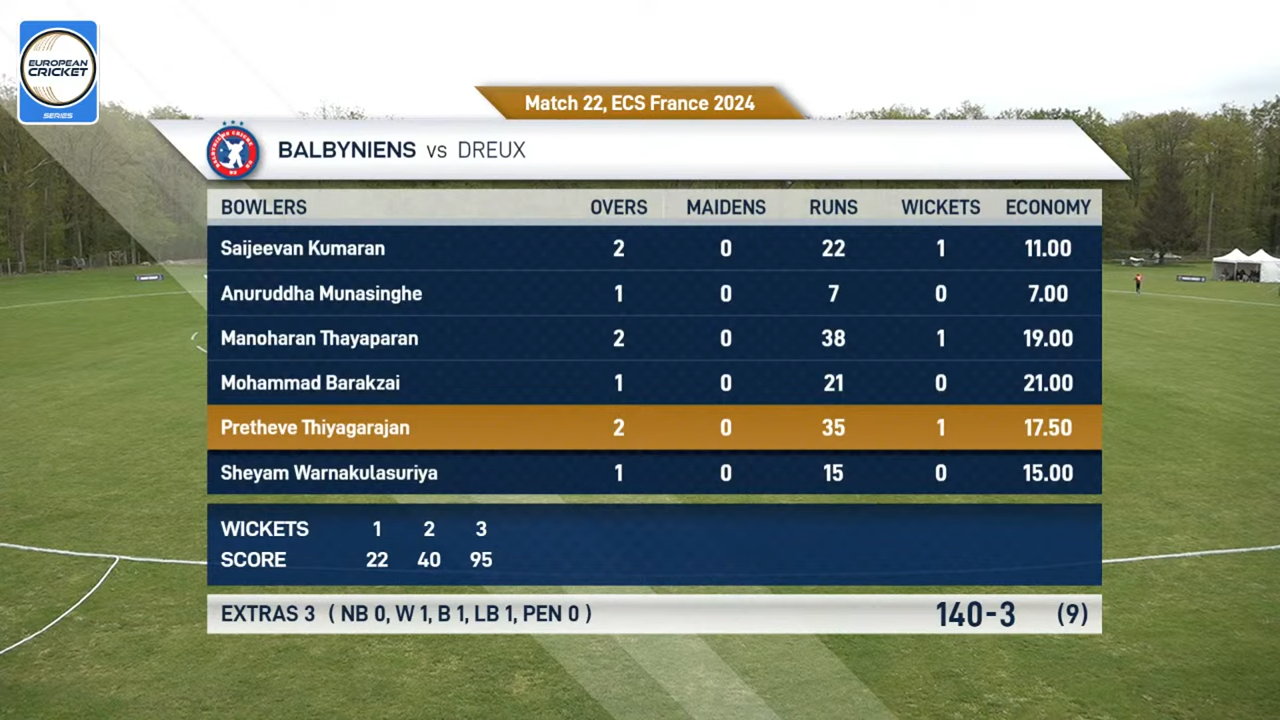 EUROPEAN
CRICKET
SERIES
Match 22, ECS France 2024
BALBYNIENS vs DREUX
BOWLERS OVERS MAIDENS RUNS WICKETS ECONOMY
Saijeevan Kumaran 2 0 22 1 11.00
Anuruddha Munasinghe 1 0 7 0 7.00
Manoharan Thayaparan 2 0 38 1 19.00
Mohammad Barakzai 1 0 21 0 21.00
Pretheve Thiyagarajan 2 0 35 1 17.50
Sheyam Warnakulasuriya 1 0 15 0 15.00
WICKETS 1 2 3
SCORE 22 40 95
EXTRAS 3 ( NB 0, W 1, B 1, LB 1, PEN 0 ) 140-3 (9)